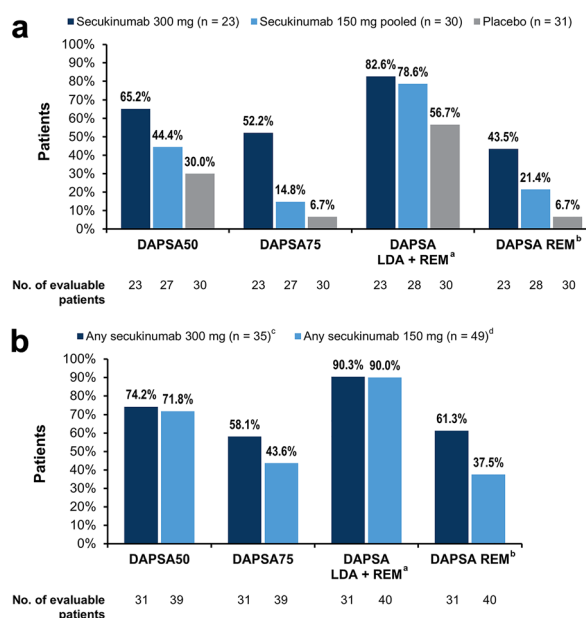 a
Secukinumab 300 mg (n = 23) Secukinumab 150 mg pooled (n = 30) Placebo (n = 31)
Patients
100%
90%
80%
70%
60%
50%
40%
30%
20%
10%
0%
65.2% 44.4% 30.0% 52.2% 14.8% 6.7% 82.6% 78.6% 56.7% 43.5% 21.4% 6.7%
DAPSA50 DAPSA75 DAPSA LDA + REMᵃ DAPSA REMᵇ
No. of evaluable patients
23 27 30 23 27 30 23 28 30 23 28 30
b
Any secukinumab 300 mg (n = 35)ᶜ Any secukinumab 150 mg (n = 49)ᵈ
Patients
100%
90%
80%
70%
60%
50%
40%
30%
20%
10%
0%
74.2% 71.8% 58.1% 43.6% 90.3% 90.0% 61.3% 37.5%
DAPSA50 DAPSA75 DAPSA LDA + REMᵃ DAPSA REMᵇ
No. of evaluable patients
31 39 31 39 31 40 31 40